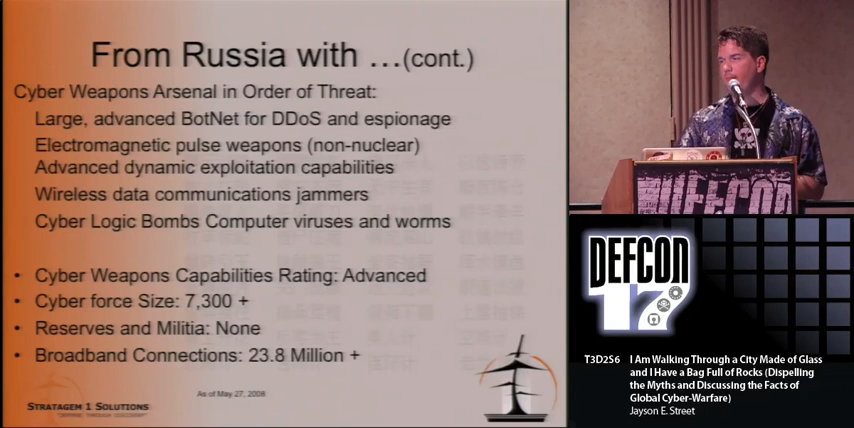 From Russia with ...(cont.)
Cyber Weapons Arsenal in Order of Threat:
Large, advanced BotNet for DDoS and espionage
Electromagnetic pulse weapons (non-nuclear)
Advanced dynamic exploitation capabilities
Wireless data communications jammers
Cyber Logic Bombs Computer viruses and worms
• Cyber Weapons Capabilities Rating: Advanced
• Cyber force Size: 7,300 +
• Reserves and Militia: None
• Broadband Connections: 23.8 Million +
As of May 27, 2008
STRATAGEM 1 SOLUTIONS
"DEFENSE THROUGH DISCOVERY"
DEFCON
DEFCON
17
T3D2S6 I Am Walking Through a City Made of Glass
and I Have a Bag Full of Rocks (Dispelling
the Myths and Discussing the Facts of
Global Cyber-Warfare)
Jayson E. Street